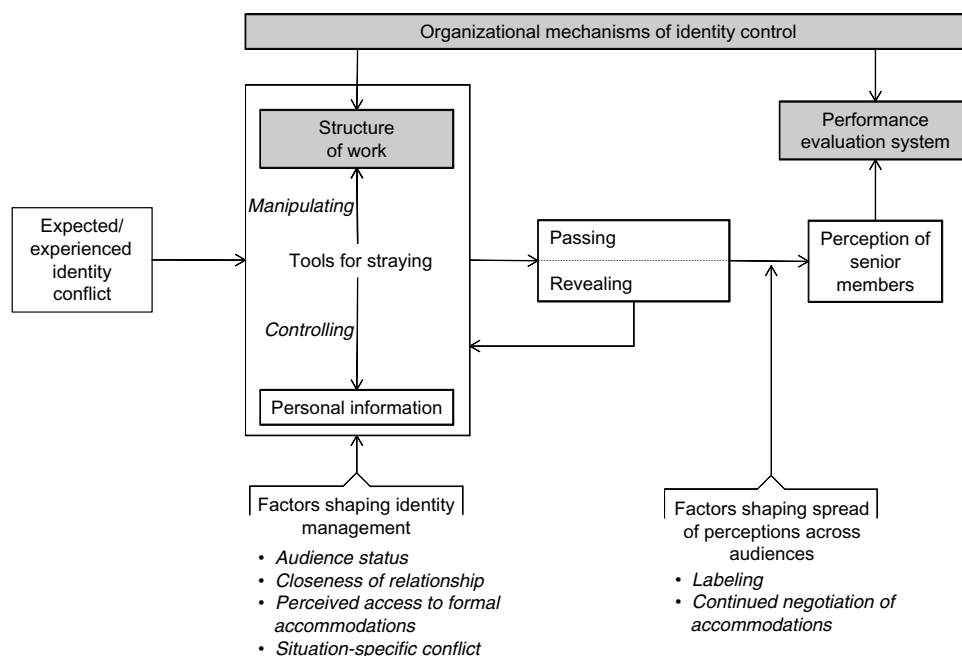 Organizational mechanisms of identity control
Structure
of work
Performance
evaluation system
Manipulating
Expected/
experienced
identity
conflict
Tools for straying
Passing
Revealing
Perception of
senior
members
Controlling
Personal information
Factors shaping identity
management
• Audience status
• Closeness of relationship
• Perceived access to formal
accommodations
• Situation-specific conflict
Factors shaping spread
of perceptions across
audiences
• Labeling
• Continued negotiation of
accommodations